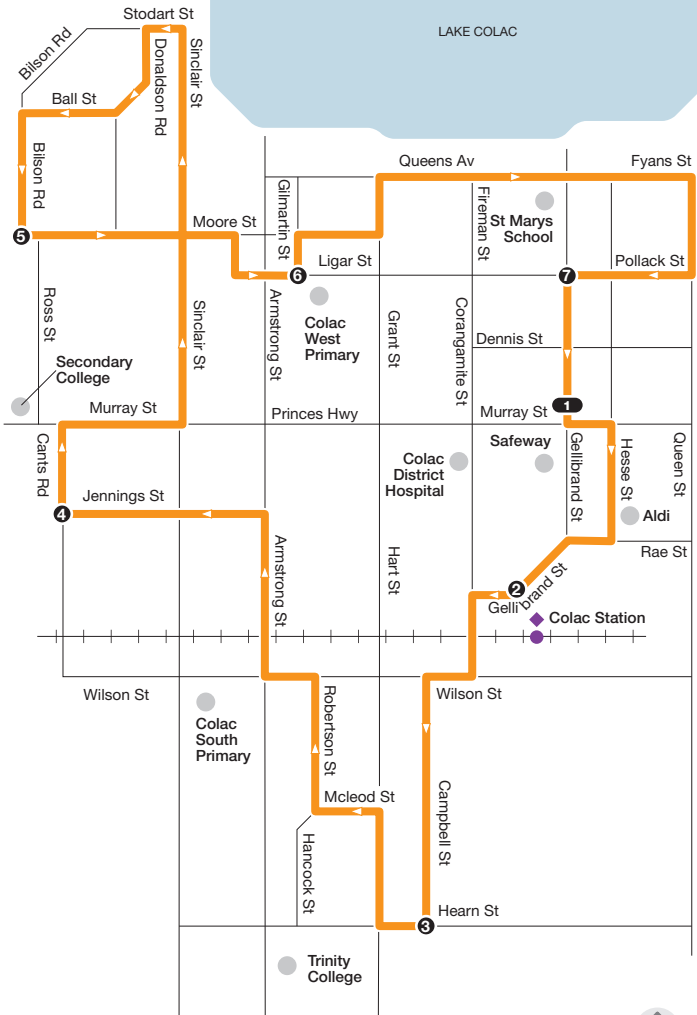 Stodart St
LAKE COLAC
Bilson Rd
Donaldson Rd
Sinclair St
Ball St
Bilson Rd
Queens Av
Fyans St
Gilmartin St
Fireman St
St Marys
School
Moore St
5
6
Ligar St
7
Pollack St
Ross St
Sinclair St
Armstrong St
Colac
West
Primary
Grant St
Corangamite St
Dennis St
Secondary
College
Murray St
Princes Hwy
Murray St
1
Cants Rd
Colac
District
Hospital
Safeway
Gellibrand St
Hesse St
Queen St
Jennings St
4
Aldi
Armstrong St
Hart St
Rae St
2
Gellibrand St
Colac Station
Wilson St
Wilson St
Colac
South
Primary
Robertson St
Mcleod St
Campbell St
Hancock St
Hearn St
3
Trinity
College